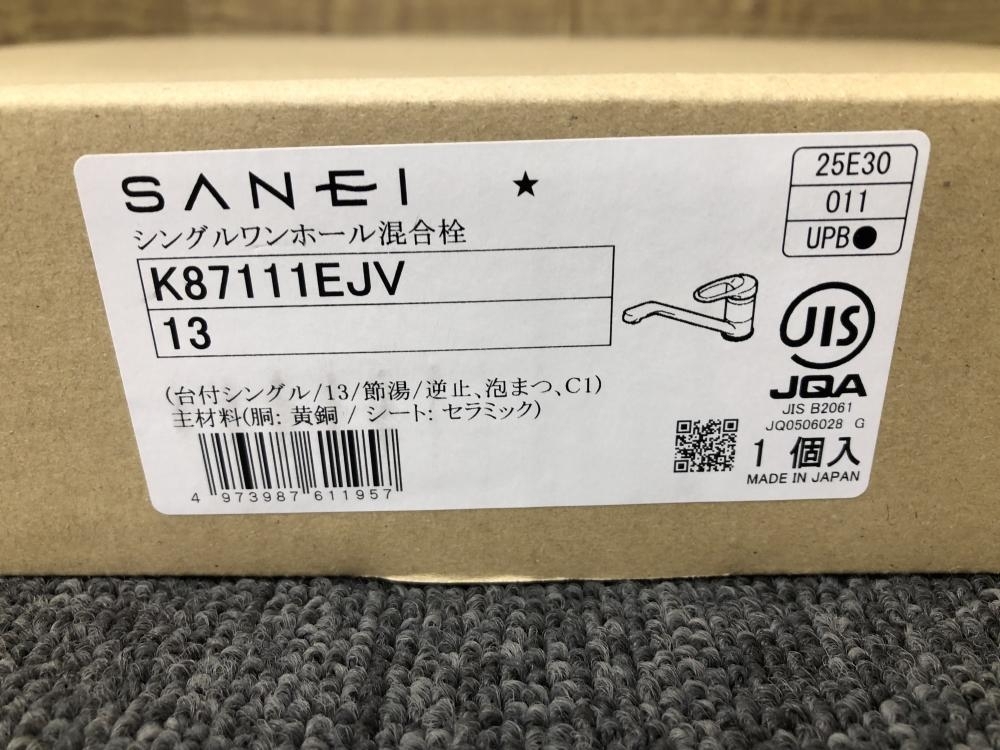 SANEI ★
シングルワンホール混合栓
K87111EJV
13
(台付シングル/13/節湯/逆止、泡まつ、C1)
主材料(胴: 黄銅 / シート: セラミック)
4 973987 611957
25E30
011
UPB●
JIS
JQA
JIS B2061
JQ0506028 G
1 個入
MADE IN JAPAN